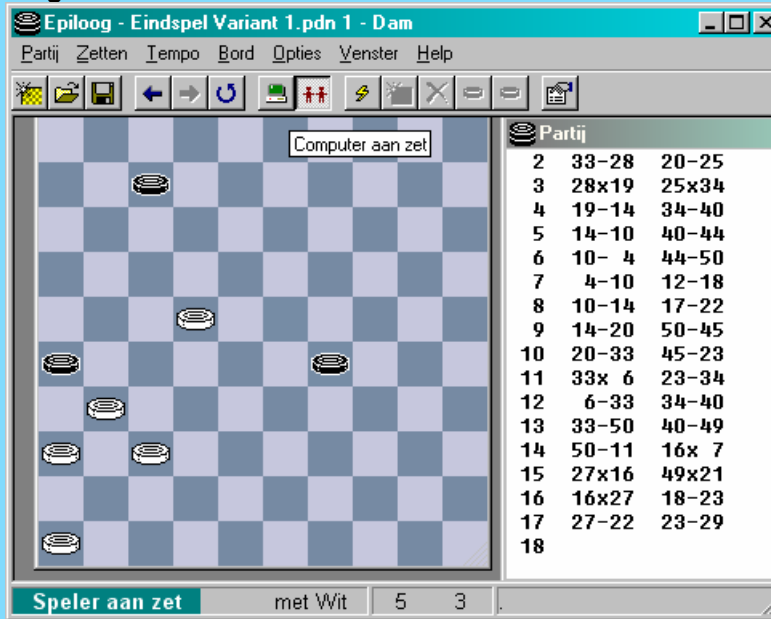 Epiloog - Eindspel Variant 1.pdn 1 - Dam
Partij Zetten Tempo Bord Opties Venster Help
Computer aan zet
Partij
2 33-28 20-25
3 28x19 25x34
4 19-14 34-40
5 14-10 40-44
6 10- 4 44-50
7 4-10 12-18
8 10-14 17-22
9 14-20 50-45
10 20-33 45-23
11 33x 6 23-34
12 6-33 34-40
13 33-50 40-49
14 50-11 16x 7
15 27x16 49x21
16 16x27 18-23
17 27-22 23-29
18
Speler aan zet met Wit 5 3 .